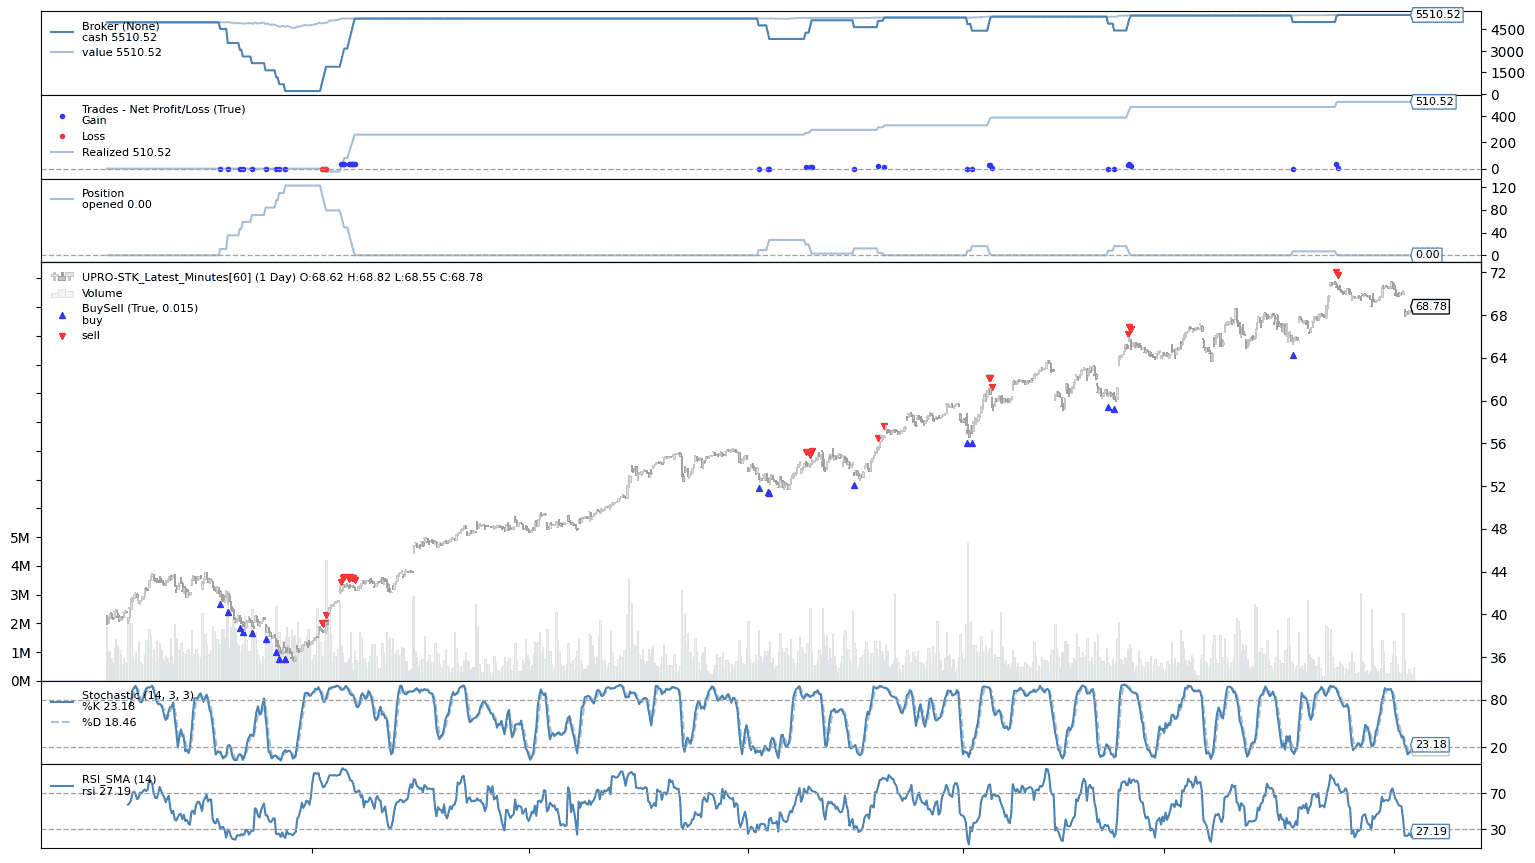 Broker (None)
cash 5510.52
value 5510.52
5510.52
4500
3000
1500
0
Trades - Net Profit/Loss (True)
Gain
Loss
Realized 510.52
510.52
400
200
0
Position
opened 0.00
120
80
40
0
0.00
UPRO-STK_Latest_Minutes[60] (1 Day) O:68.62 H:68.82 L:68.55 C:68.78
Volume
BuySell (True, 0.015)
buy
sell
72
68.78
68
64
60
56
52
48
44
40
36
5M
4M
3M
2M
1M
0M
Stochastic (14, 3, 3)
%K 23.18
%D 18.46
80
23.18
20
RSI_SMA (14)
rsi 27.19
70
30
27.19